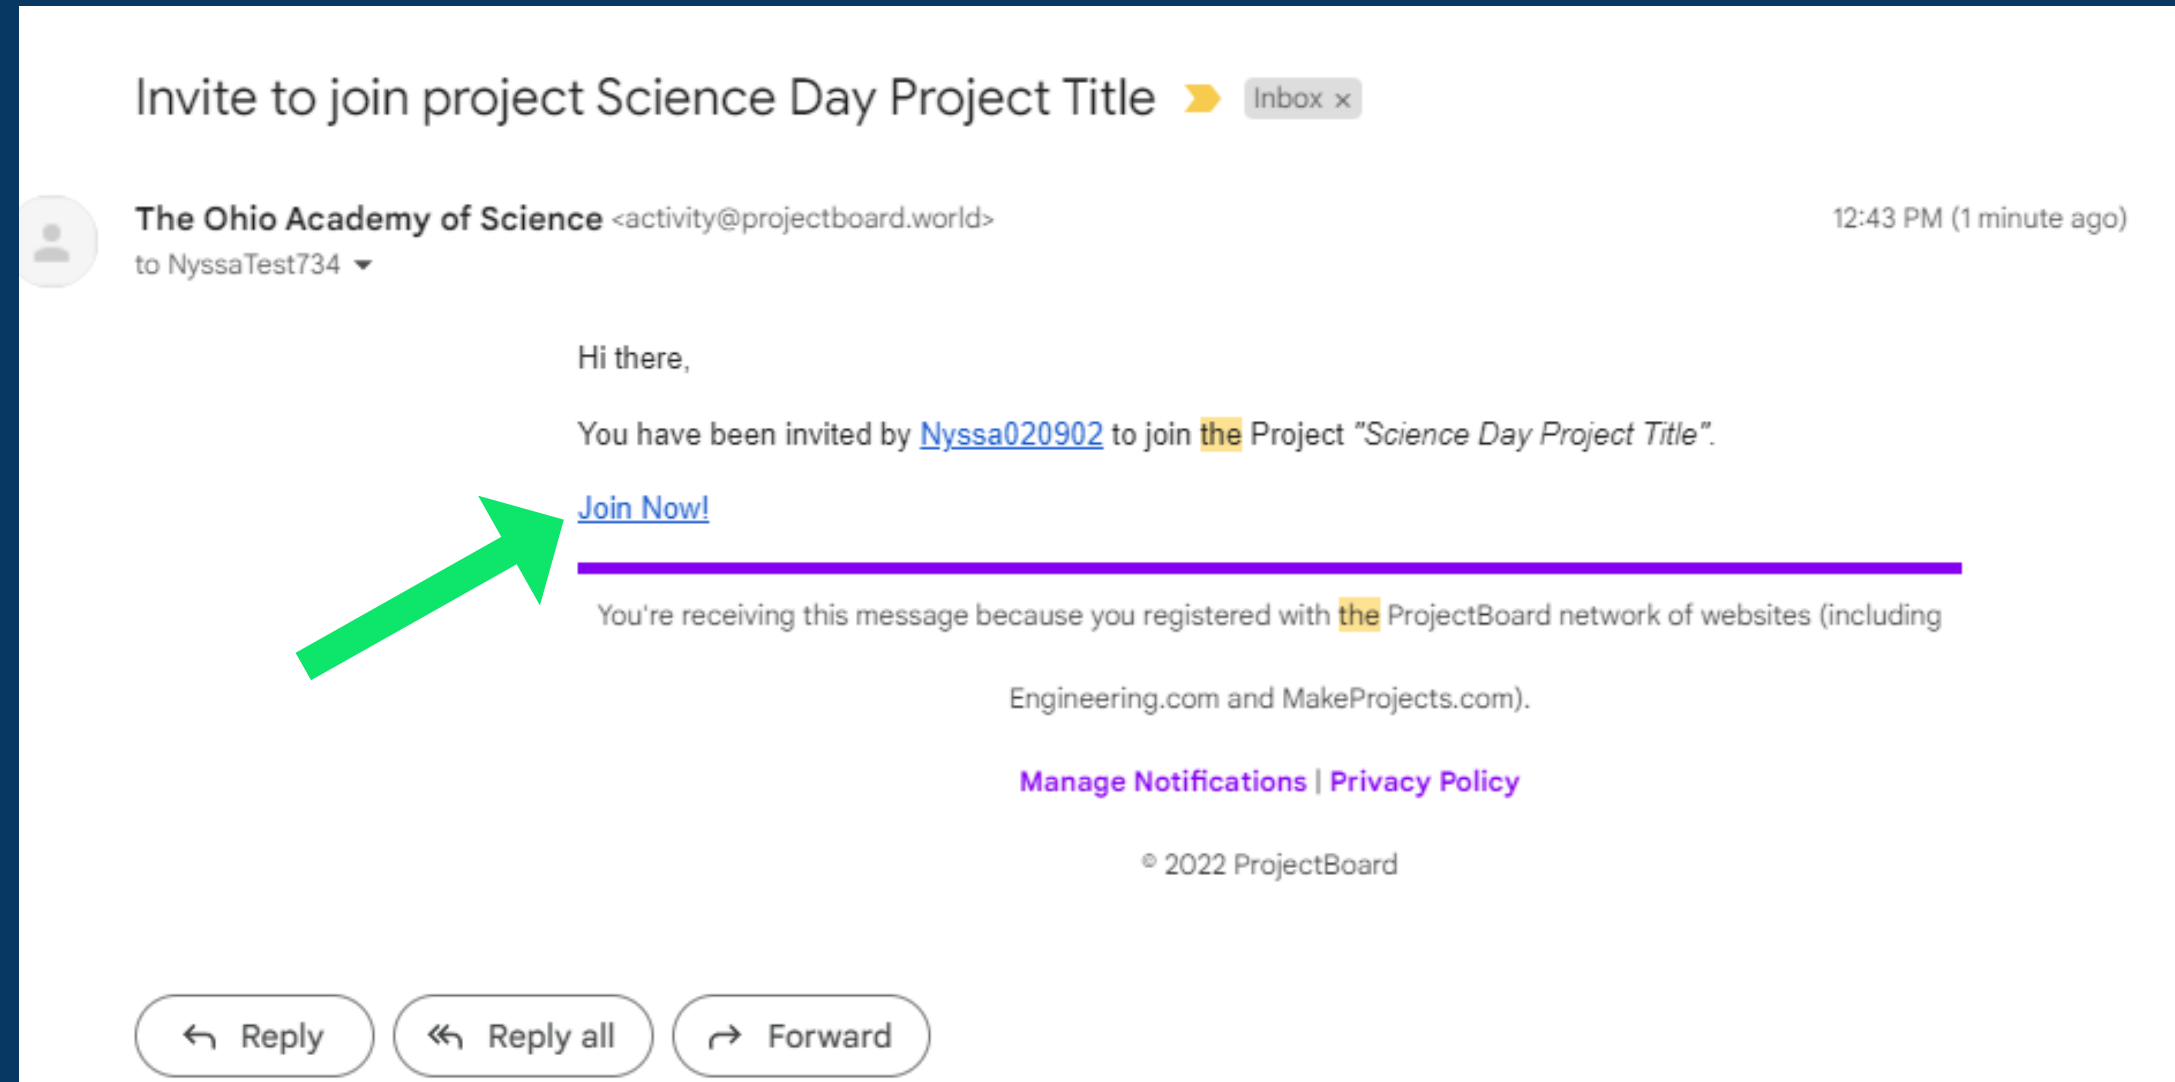 Invite to join project Science Day Project Title Inbox ×
The Ohio Academy of Science <activity@projectboard.world> 12:43 PM (1 minute ago)
to NyssaTest734
Hi there,
You have been invited by Nyssa020902 to join the Project "Science Day Project Title".
Join Now!
You're receiving this message because you registered with the ProjectBoard network of websites (including
Engineering.com and MakeProjects.com).
Manage Notifications | Privacy Policy
© 2022 ProjectBoard
Reply Reply all Forward